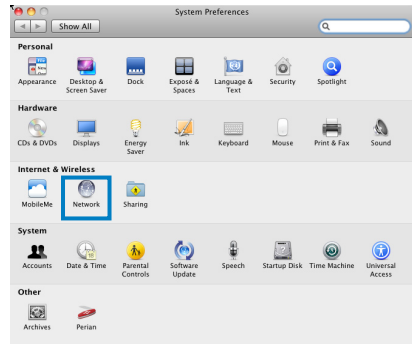 System Preferences
Show All
Personal
Appearance
Desktop &
Screen Saver
Dock
Exposé &
Spaces
Language &
Text
Security
Spotlight
Hardware
CDs & DVDs
Displays
Energy
Saver
Ink
Keyboard
Mouse
Print & Fax
Sound
Internet & Wireless
MobileMe
Network
Sharing
System
Accounts
Date & Time
Parental
Controls
Software
Update
Speech
Startup Disk
Time Machine
Universal
Access
Other
Archives
Perian